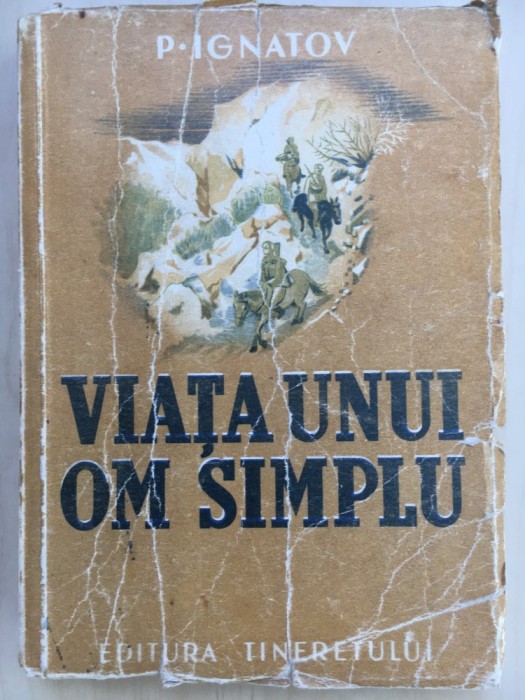 P. IGNATOV
VIAȚA UNUI
OM SIMPLU
EDITURA TINERETULUI